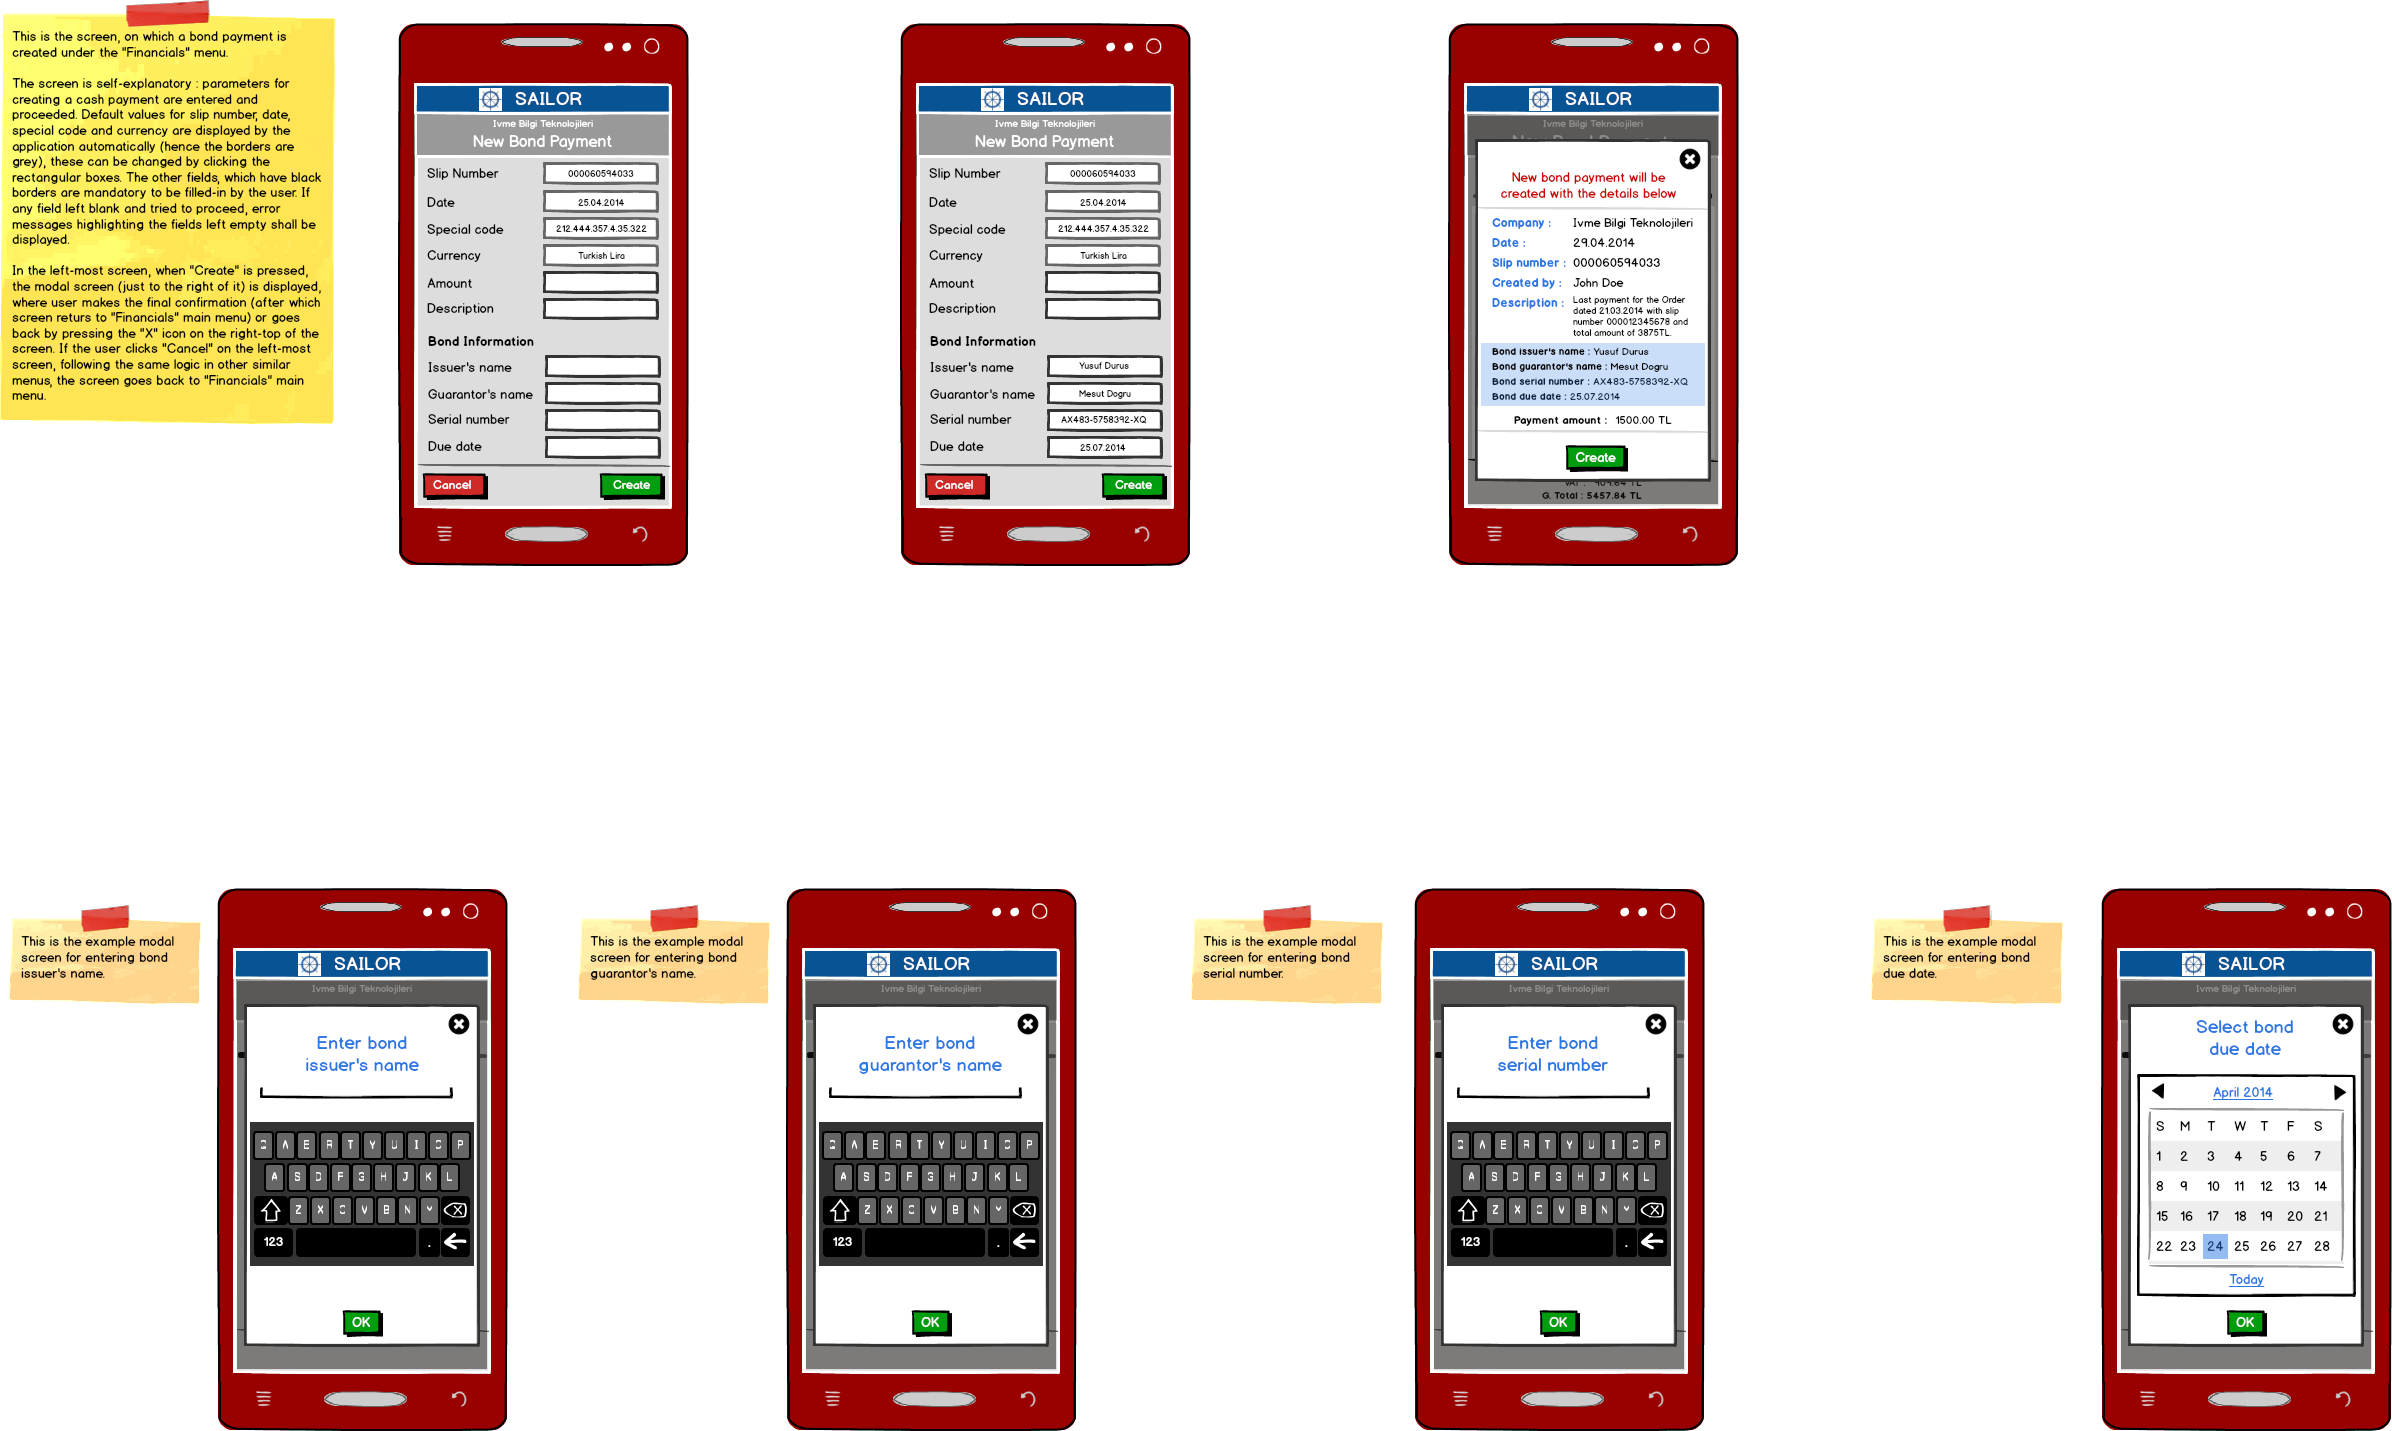 This is the screen, on which a bond payment is
created under the "Financials" menu.
The screen is self-explanatory : parameters for
creating a cash payment are entered and
proceeded. Default values for slip number, date,
special code and currency are displayed by the
application automatically (hence the borders are
grey), these can be changed by clicking the
rectangular boxes. The other fields, which have black
borders are mandatory to be filled-in by the user. If
any field left blank and tried to proceed, error
messages highlighting the fields left empty shall be
displayed.
In the left-most screen, when "Create" is pressed,
the modal screen (just to the right of it) is displayed,
where user makes the final confirmation (after which
screen returs to "Financials" main menu) or goes
back by pressing the "X" icon on the right-top of the
screen. If the user clicks "Cancel" on the left-most
screen, following the same logic in other similar
menus, the screen goes back to "Financials" main
menu.
SAILOR
Ivme Bilgi Teknolojileri
New Bond Payment
Slip Number 000060594033
Date 25.04.2014
Special code 212.444.357.4.35.322
Currency Turkish Lira
Amount
Description
Bond Information
Issuer's name
Guarantor's name
Serial number
Due date
Cancel Create
SAILOR
Ivme Bilgi Teknolojileri
New Bond Payment
Slip Number 000060594033
Date 25.04.2014
Special code 212.444.357.4.35.322
Currency Turkish Lira
Amount
Description
Bond Information
Issuer's name Yusuf Durus
Guarantor's name Mesut Dogru
Serial number AX483-5758392-XQ
Due date 25.07.2014
Cancel Create
SAILOR
Ivme Bilgi Teknolojileri
New bond payment will be
created with the details below
Company : Ivme Bilgi Teknolojileri
Date : 29.04.2014
Slip number : 000060594033
Created by : John Doe
Description : Last payment for the Order
dated 21.03.2014 with slip
number 000012345678 and
total amount of 3875TL.
Bond issuer's name : Yusuf Durus
Bond guarantor's name : Mesut Dogru
Bond serial number : AX483-5758392-XQ
Bond due date : 25.07.2014
Payment amount : 1500.00 TL
Create
G. Total : 5457.84 TL
This is the example modal
screen for entering bond
issuer's name.
SAILOR
Ivme Bilgi Teknolojileri
Enter bond
issuer's name
E R T Y U I P
A S D F H J K L
Z X V B N
123 .
OK
This is the example modal
screen for entering bond
guarantor's name.
SAILOR
Ivme Bilgi Teknolojileri
Enter bond
guarantor's name
E R T Y U I P
A S D F H J K L
Z X V B N
123 .
OK
This is the example modal
screen for entering bond
serial number.
SAILOR
Ivme Bilgi Teknolojileri
Enter bond
serial number
E R T Y U I P
A S D F H J K L
Z X V B N
123 .
OK
This is the example modal
screen for entering bond
due date.
SAILOR
Ivme Bilgi Teknolojileri
Select bond
due date
April 2014
S M T W T F S
1 2 3 4 5 6 7
8 9 10 11 12 13 14
15 16 17 18 19 20 21
22 23 24 25 26 27 28
Today
OK